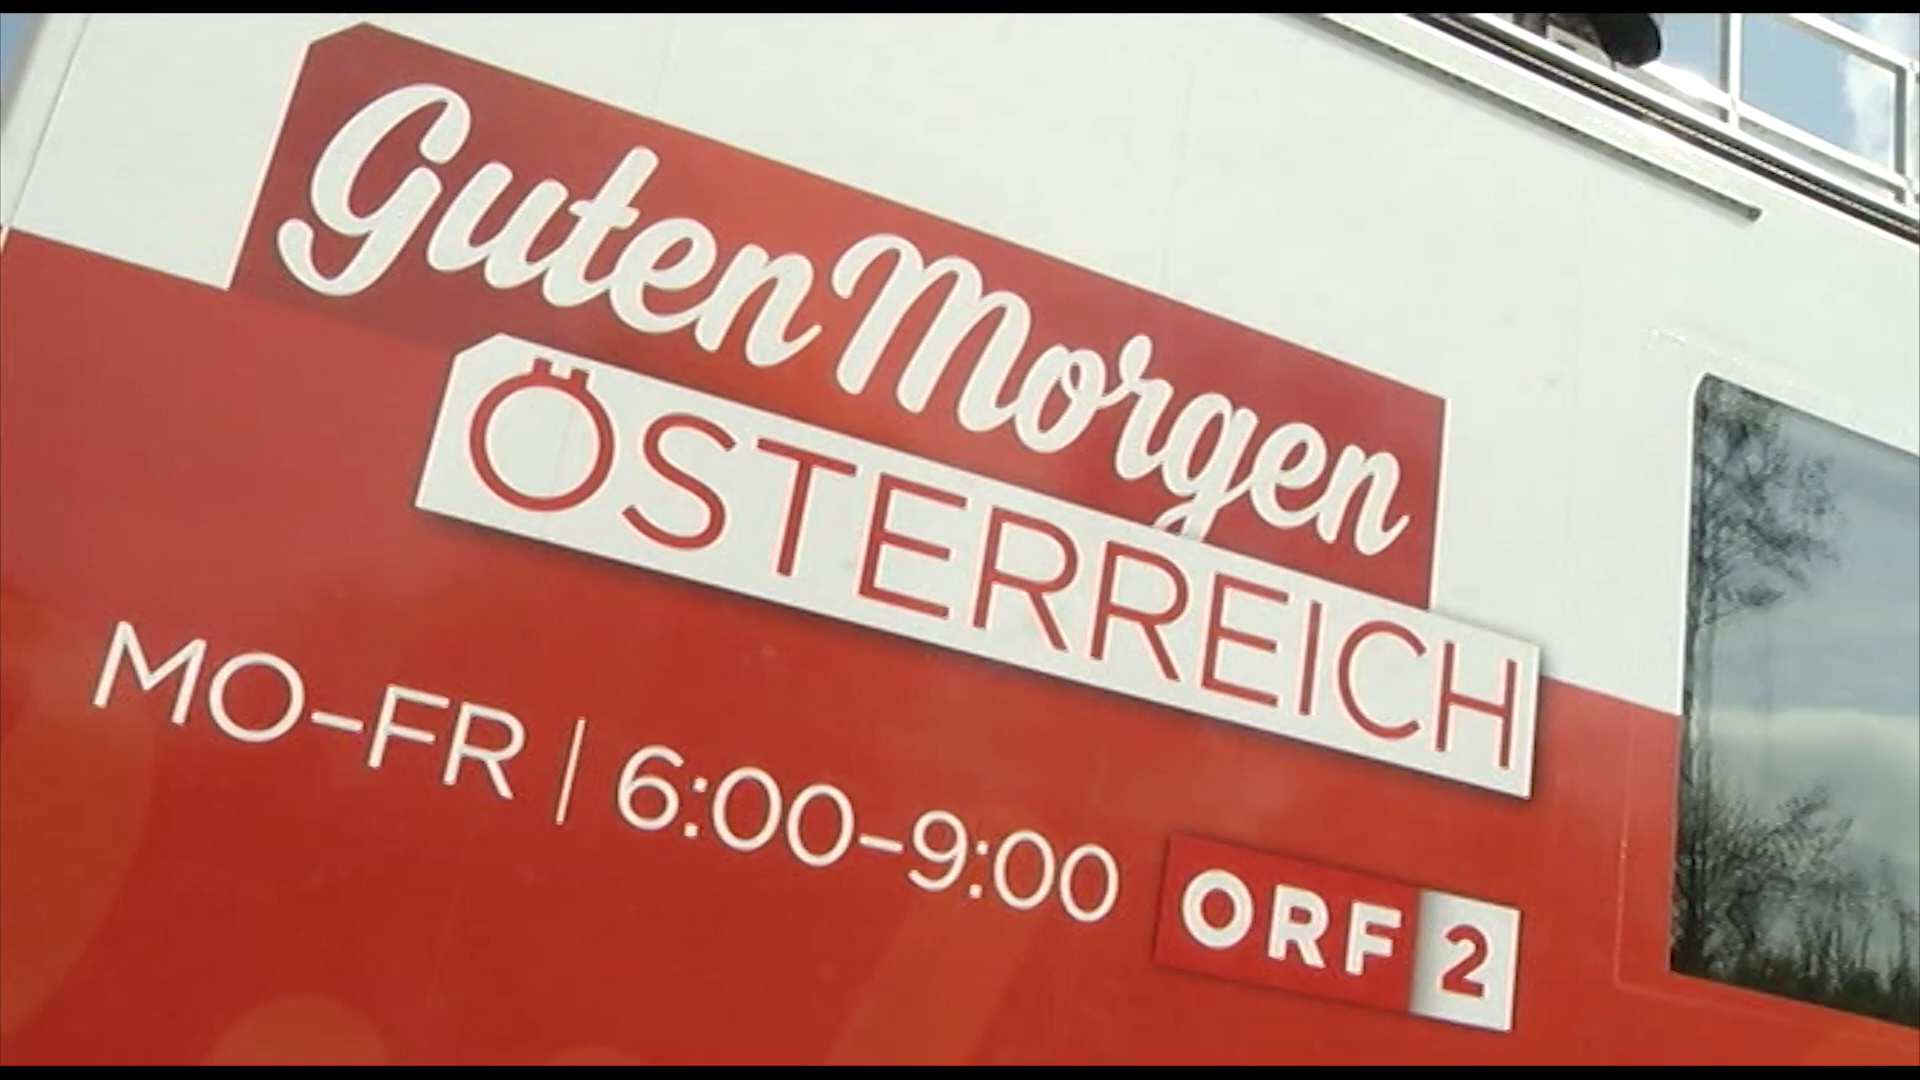 Guten Morgen
ÖSTERREICH
MO–FR | 6:00–9:00
ORF 2